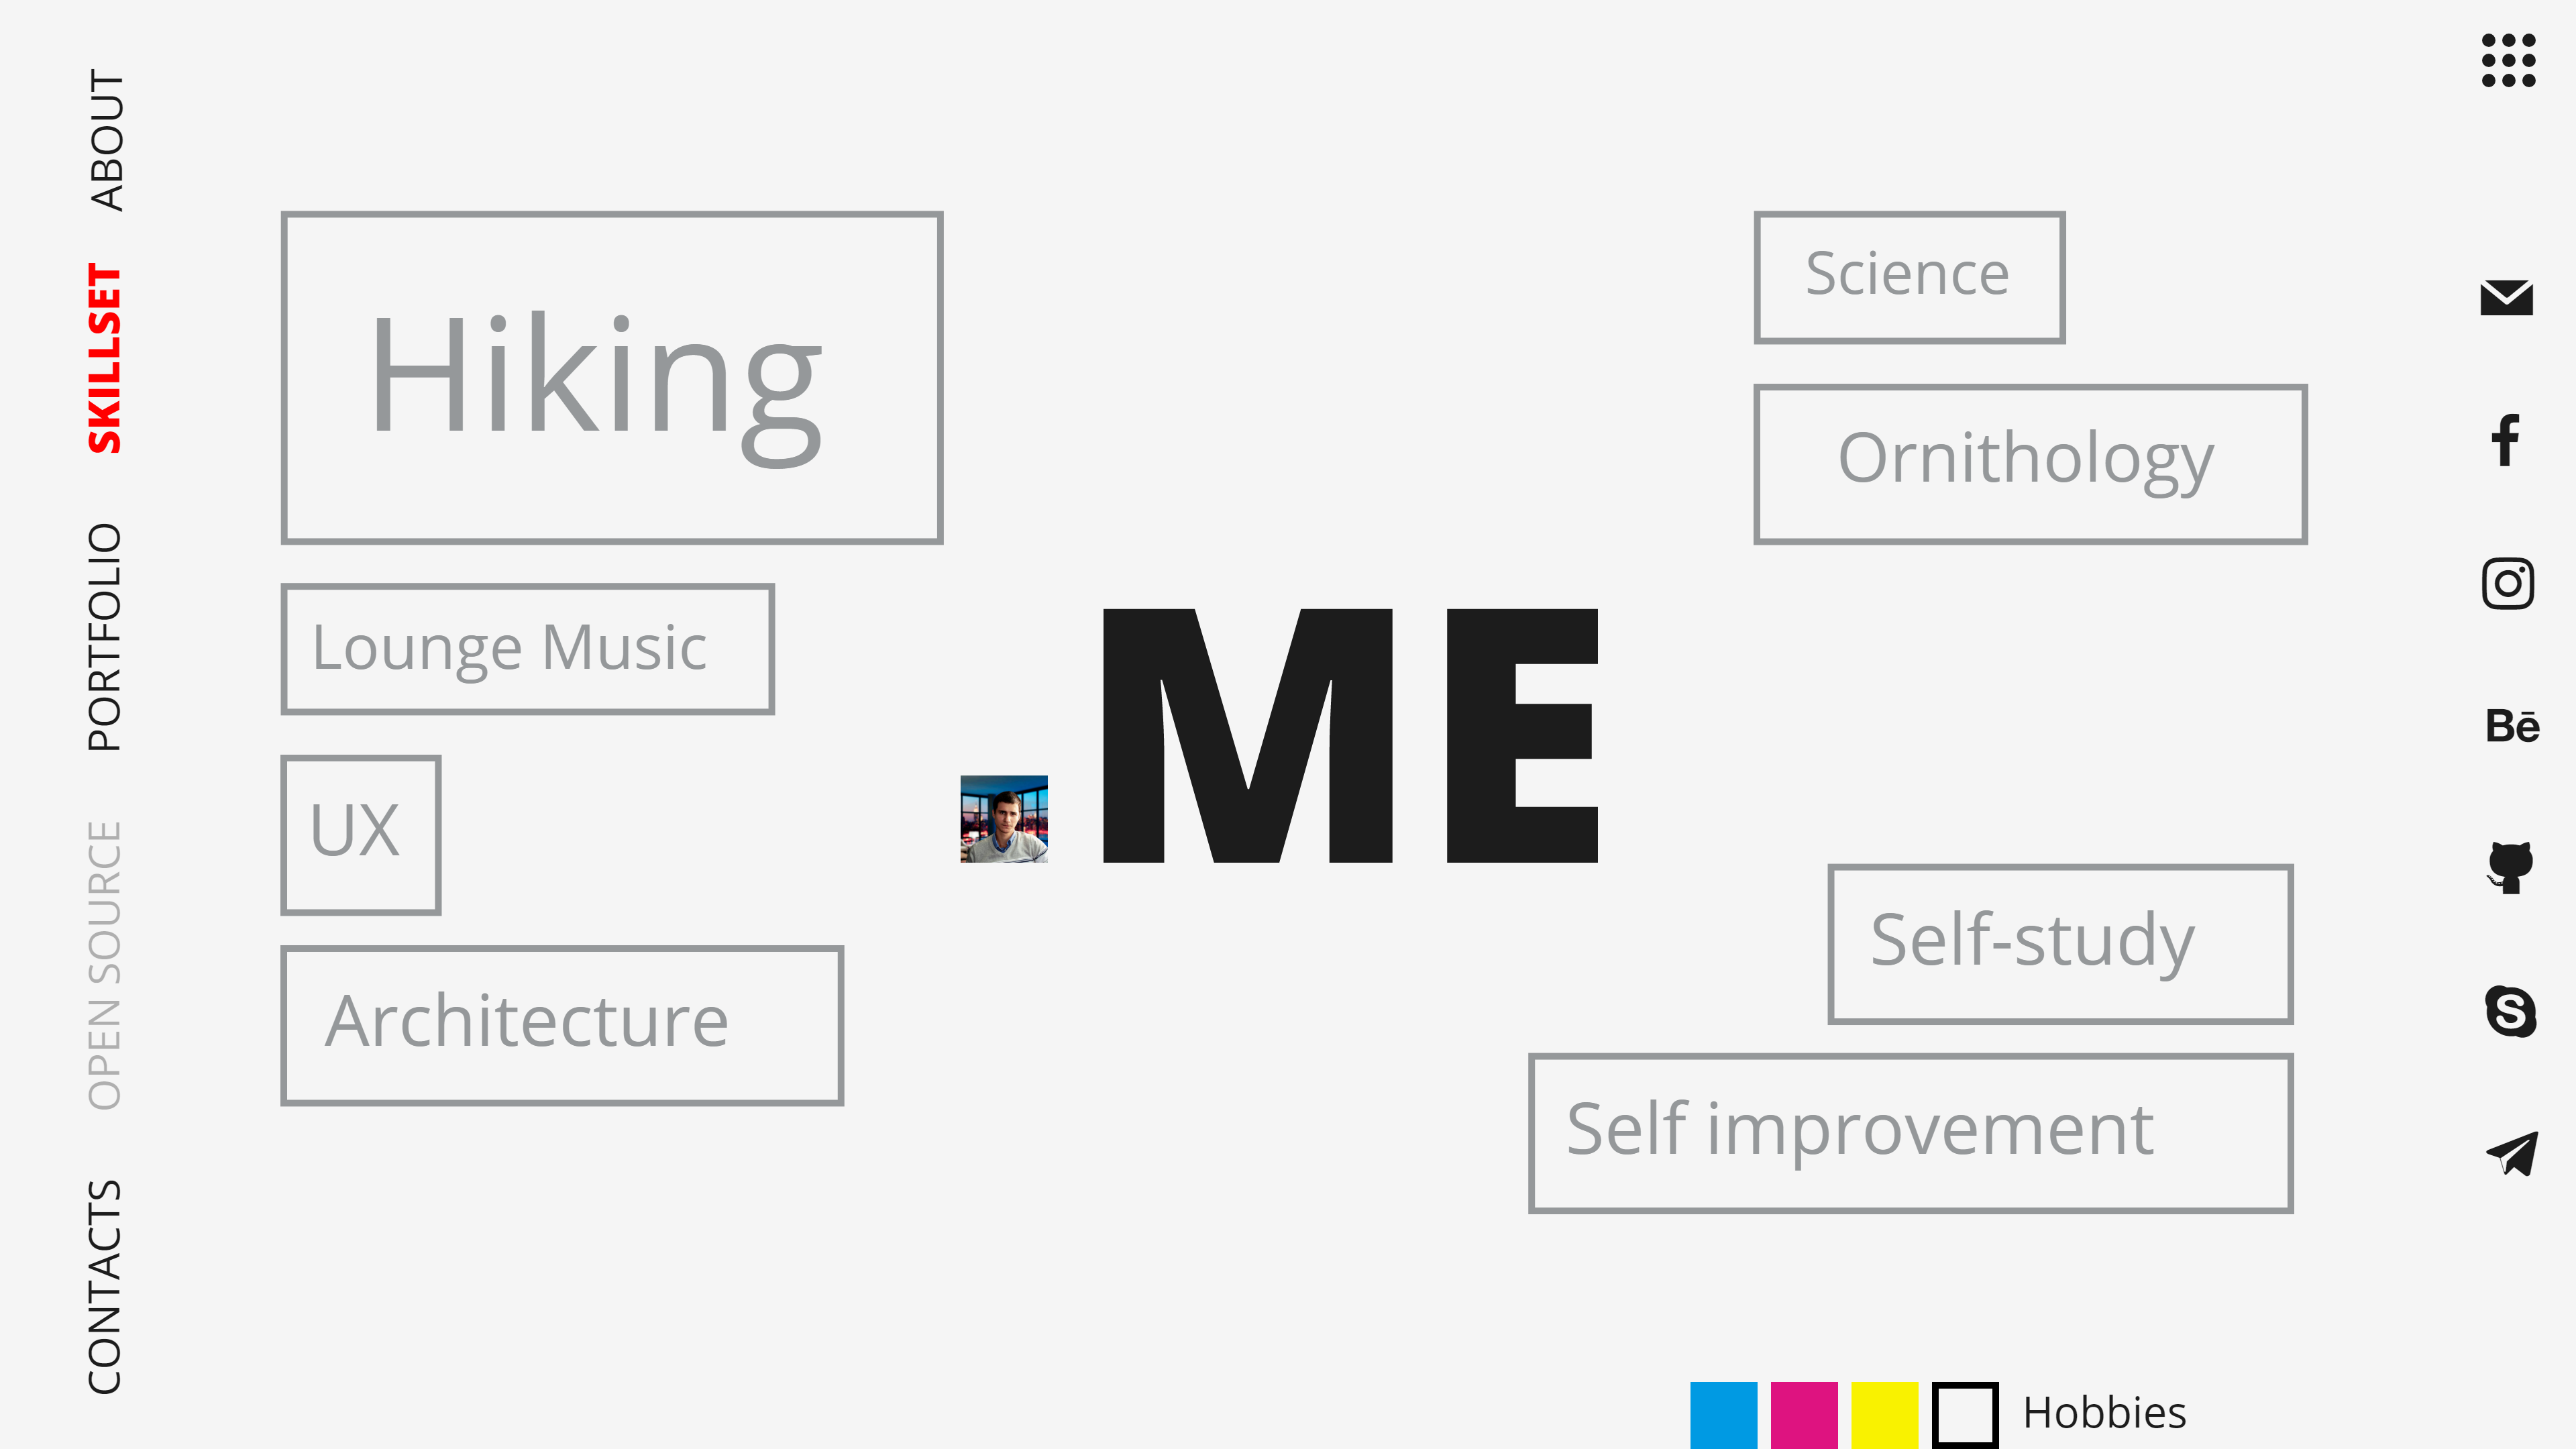 ABOUT
SKILLSET
PORTFOLIO
OPEN SOURCE
CONTACTS
Hiking
Lounge Music
UX
Architecture
ME
Science
Ornithology
Self-study
Self improvement
Hobbies
Bē